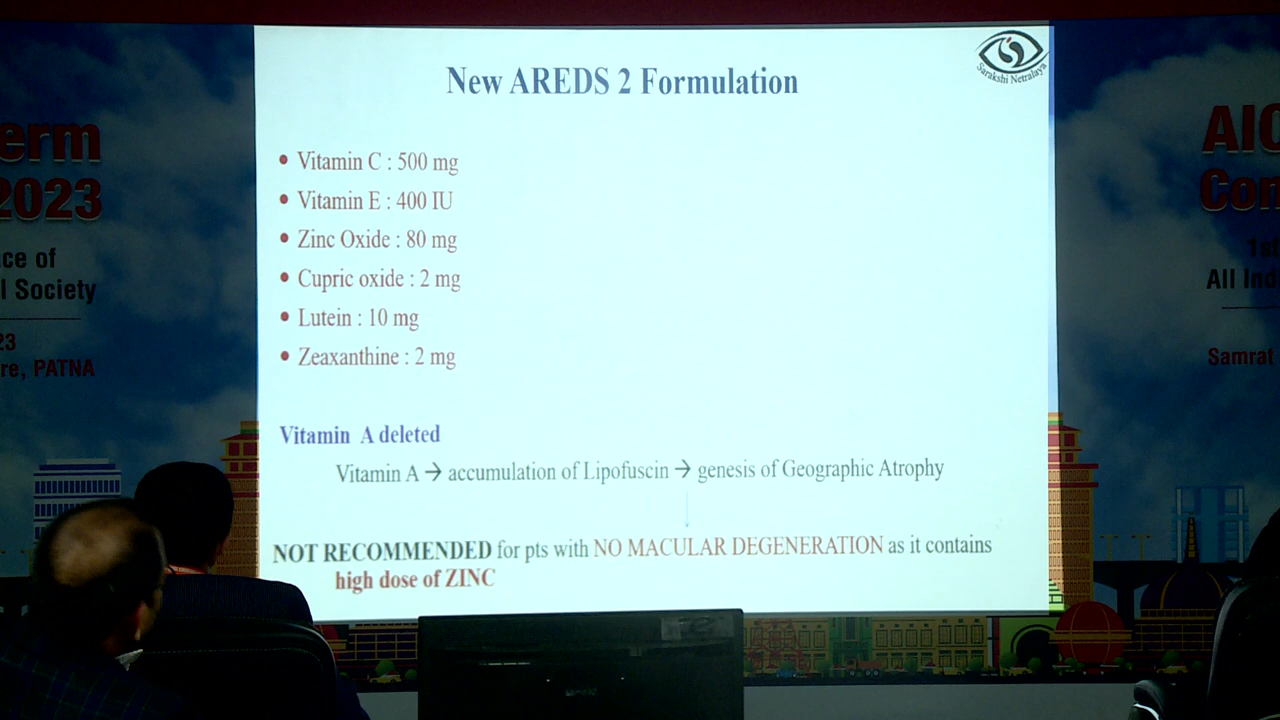 New AREDS 2 Formulation
Sarakshi Netralaya
• Vitamin C : 500 mg
• Vitamin E : 400 IU
• Zinc Oxide : 80 mg
• Cupric oxide : 2 mg
• Lutein : 10 mg
• Zeaxanthine : 2 mg
Vitamin A deleted
Vitamin A → accumulation of Lipofuscin → genesis of Geographic Atrophy
NOT RECOMMENDED for pts with NO MACULAR DEGENERATION as it contains
high dose of ZINC
erm
2023
ce of
l Society
23
re, PATNA
AIO
Con
1st
All Ind
Samrat